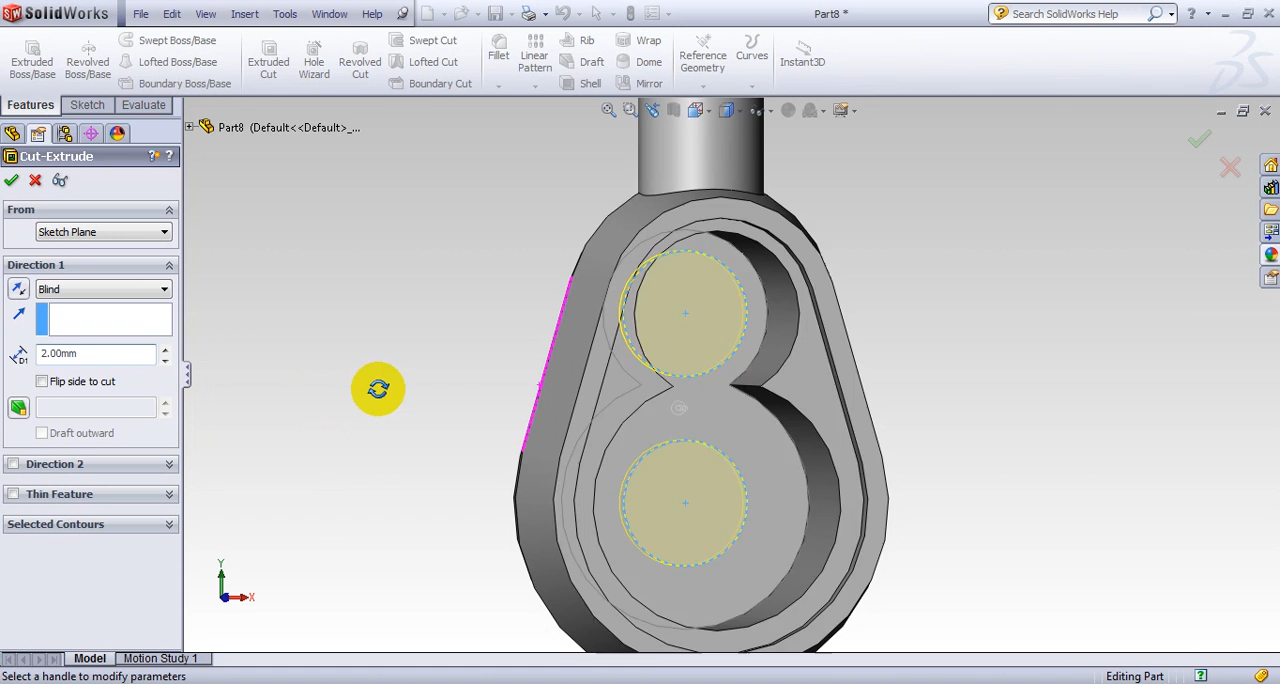 SolidWorks File Edit View Insert Tools Window Help Part8 * Search SolidWorks Help ?
Extruded Boss/Base
Revolved Boss/Base
Swept Boss/Base
Lofted Boss/Base
Boundary Boss/Base
Extruded Cut
Hole Wizard
Revolved Cut
Swept Cut
Lofted Cut
Boundary Cut
Fillet
Linear Pattern
Rib
Draft
Shell
Wrap
Dome
Mirror
Reference Geometry
Curves
Instant3D
Features Sketch Evaluate
Part8 (Default<<Default>_...
Cut-Extrude ?
From
Sketch Plane
Direction 1
Blind
D1 2.00mm
Flip side to cut
Draft outward
Direction 2
Thin Feature
Selected Contours
Y
X
Model Motion Study 1
Select a handle to modify parameters Editing Part ?